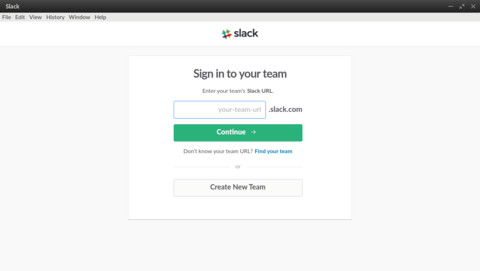 Slack
File Edit View History Window Help
slack
Sign in to your team
Enter your team's Slack URL.
your-team-url .slack.com
Continue →
Don't know your team URL? Find your team
or
Create New Team